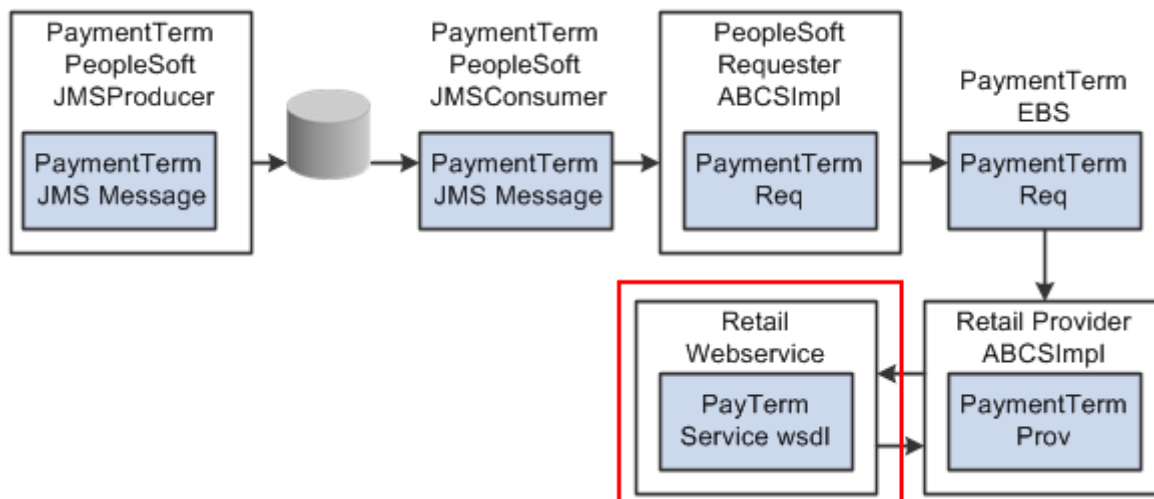 PaymentTerm
PeopleSoft
JMSProducer
PaymentTerm
JMS Message
PaymentTerm
PeopleSoft
JMSConsumer
PaymentTerm
JMS Message
PeopleSoft
Requester
ABCSImpl
PaymentTerm
Req
PaymentTerm
EBS
PaymentTerm
Req
Retail
Webservice
PayTerm
Service wsdl
Retail Provider
ABCSImpl
PaymentTerm
Prov